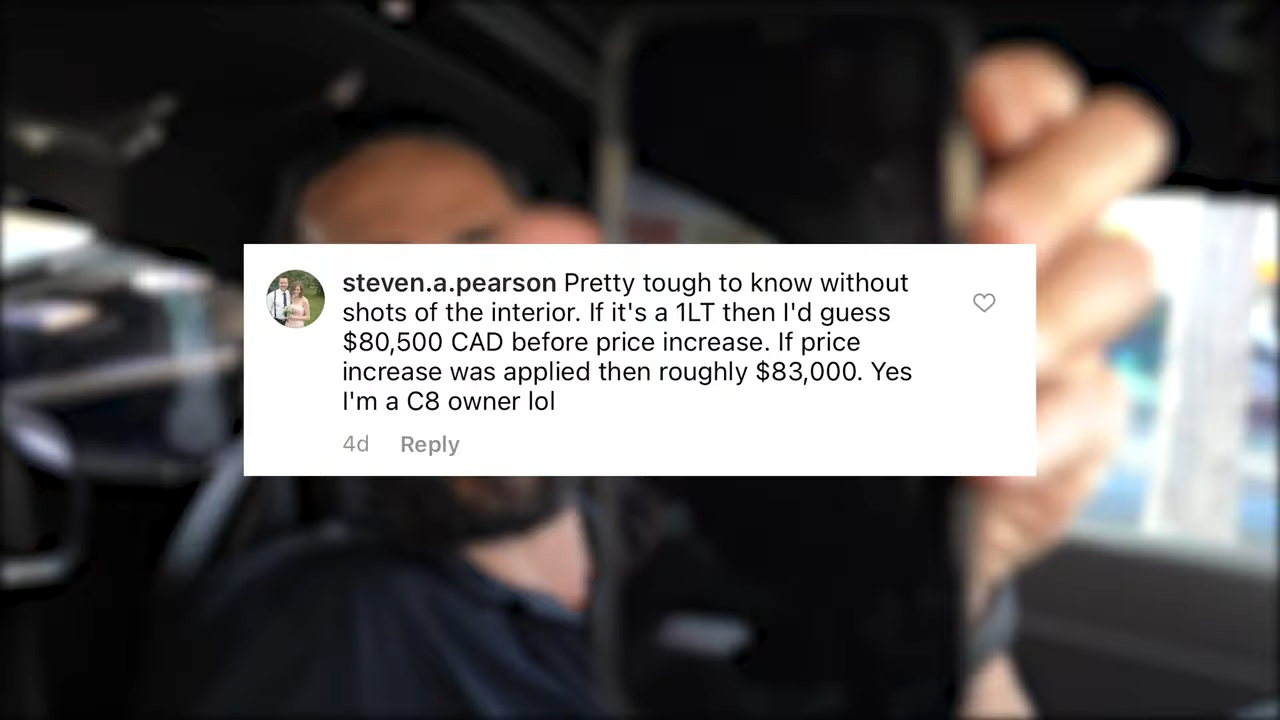 steven.a.pearson Pretty tough to know without
shots of the interior. If it's a 1LT then I'd guess
$80,500 CAD before price increase. If price
increase was applied then roughly $83,000. Yes
I'm a C8 owner lol
4d Reply